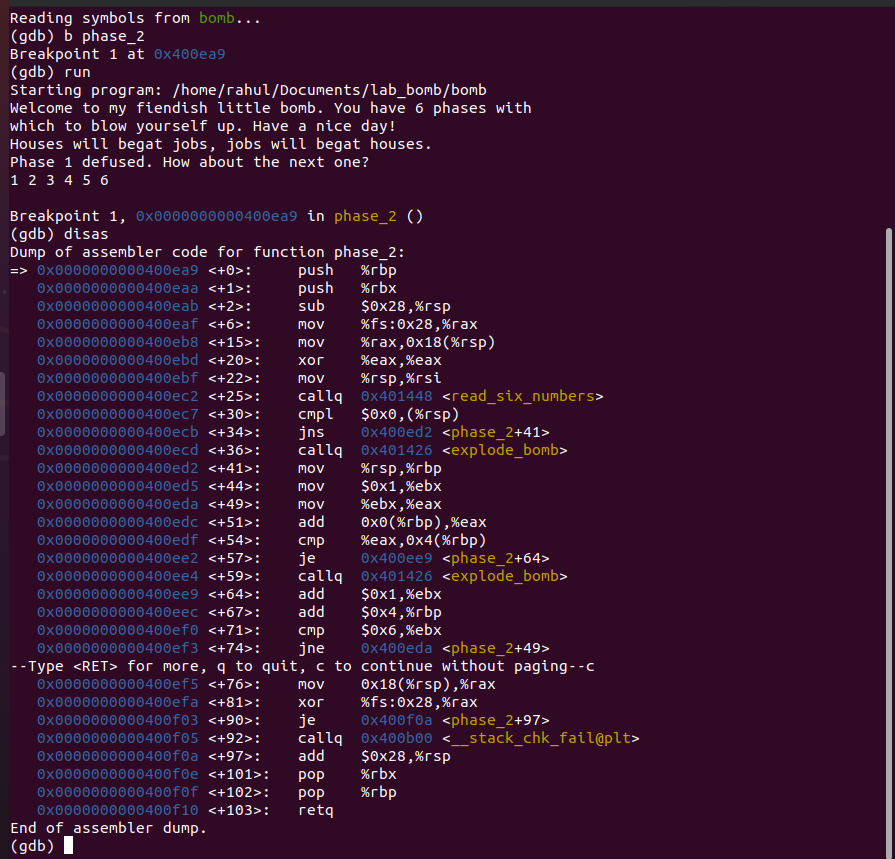 Reading symbols from bomb...
(gdb) b phase_2
Breakpoint 1 at 0x400ea9
(gdb) run
Starting program: /home/rahul/Documents/lab_bomb/bomb
Welcome to my fiendish little bomb. You have 6 phases with
which to blow yourself up. Have a nice day!
Houses will begat jobs, jobs will begat houses.
Phase 1 defused. How about the next one?
1 2 3 4 5 6

Breakpoint 1, 0x0000000000400ea9 in phase_2 ()
(gdb) disas
Dump of assembler code for function phase_2:
=> 0x0000000000400ea9 <+0>:     push   %rbp
   0x0000000000400eaa <+1>:     push   %rbx
   0x0000000000400eab <+2>:     sub    $0x28,%rsp
   0x0000000000400eaf <+6>:     mov    %fs:0x28,%rax
   0x0000000000400eb8 <+15>:    mov    %rax,0x18(%rsp)
   0x0000000000400ebd <+20>:    xor    %eax,%eax
   0x0000000000400ebf <+22>:    mov    %rsp,%rsi
   0x0000000000400ec2 <+25>:    callq  0x401448 <read_six_numbers>
   0x0000000000400ec7 <+30>:    cmpl   $0x0,(%rsp)
   0x0000000000400ecb <+34>:    jns    0x400ed2 <phase_2+41>
   0x0000000000400ecd <+36>:    callq  0x401426 <explode_bomb>
   0x0000000000400ed2 <+41>:    mov    %rsp,%rbp
   0x0000000000400ed5 <+44>:    mov    $0x1,%ebx
   0x0000000000400eda <+49>:    mov    %ebx,%eax
   0x0000000000400edc <+51>:    add    0x0(%rbp),%eax
   0x0000000000400edf <+54>:    cmp    %eax,0x4(%rbp)
   0x0000000000400ee2 <+57>:    je     0x400ee9 <phase_2+64>
   0x0000000000400ee4 <+59>:    callq  0x401426 <explode_bomb>
   0x0000000000400ee9 <+64>:    add    $0x1,%ebx
   0x0000000000400eec <+67>:    add    $0x4,%rbp
   0x0000000000400ef0 <+71>:    cmp    $0x6,%ebx
   0x0000000000400ef3 <+74>:    jne    0x400eda <phase_2+49>
--Type <RET> for more, q to quit, c to continue without paging--c
   0x0000000000400ef5 <+76>:    mov    0x18(%rsp),%rax
   0x0000000000400efa <+81>:    xor    %fs:0x28,%rax
   0x0000000000400f03 <+90>:    je     0x400f0a <phase_2+97>
   0x0000000000400f05 <+92>:    callq  0x400b00 <__stack_chk_fail@plt>
   0x0000000000400f0a <+97>:    add    $0x28,%rsp
   0x0000000000400f0e <+101>:   pop    %rbx
   0x0000000000400f0f <+102>:   pop    %rbp
   0x0000000000400f10 <+103>:   retq
End of assembler dump.
(gdb)